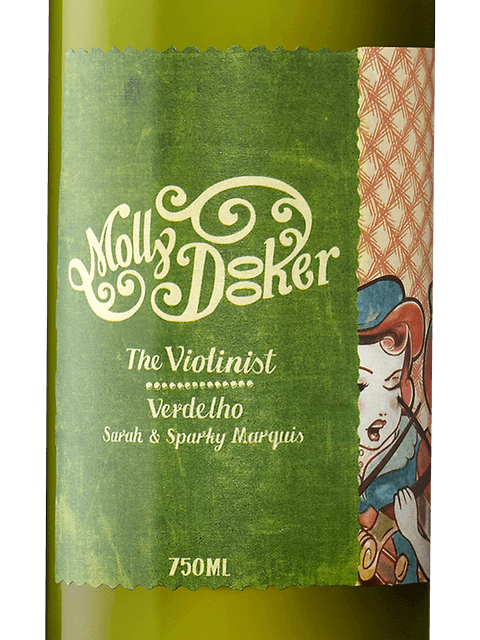 Molly
Dooker
The Violinist
Verdelho
Sarah & Sparky Marquis
750ML